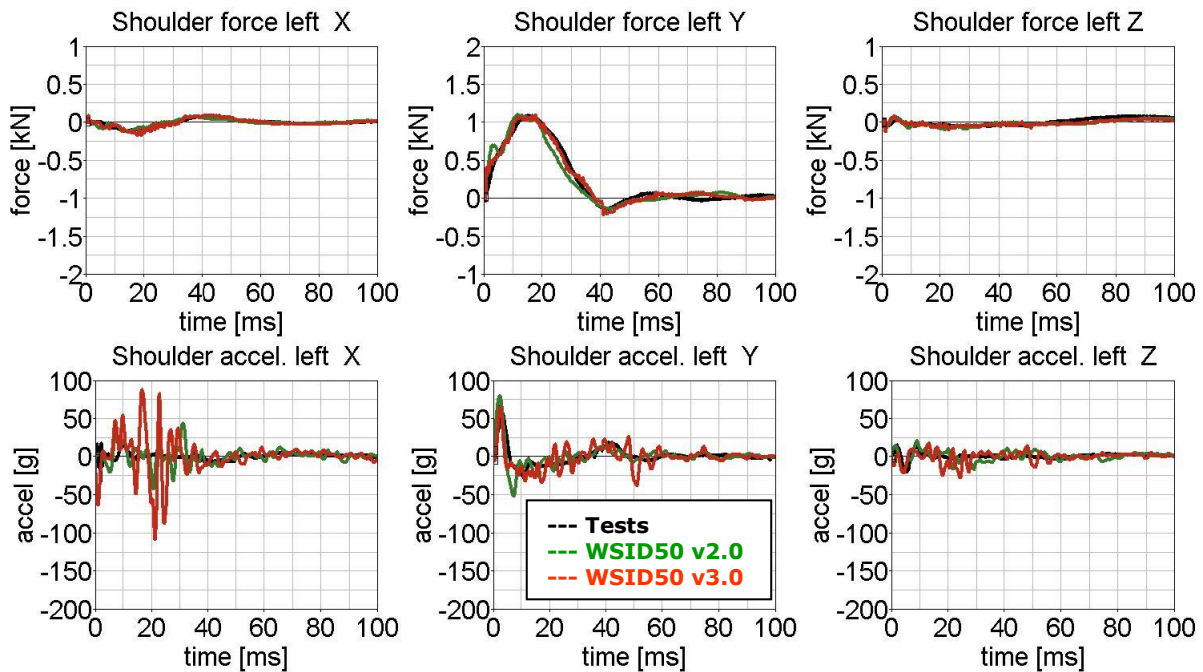 Shoulder force left X
Shoulder force left Y
Shoulder force left Z
force [kN]
1
0.5
0
-0.5
-1
-1.5
-2
0 20 40 60 80 100
time [ms]
force [kN]
2
1.5
1
0.5
0
-0.5
-1
0 20 40 60 80 100
time [ms]
force [kN]
1
0.5
0
-0.5
-1
-1.5
-2
0 20 40 60 80 100
time [ms]
Shoulder accel. left X
Shoulder accel. left Y
Shoulder accel. left Z
accel [g]
100
50
0
-50
-100
-150
-200
0 20 40 60 80 100
time [ms]
accel [g]
100
50
0
-50
-100
-150
-200
0 20 40 60 80 100
time [ms]
--- Tests
--- WSID50 v2.0
--- WSID50 v3.0
accel [g]
100
50
0
-50
-100
-150
-200
0 20 40 60 80 100
time [ms]